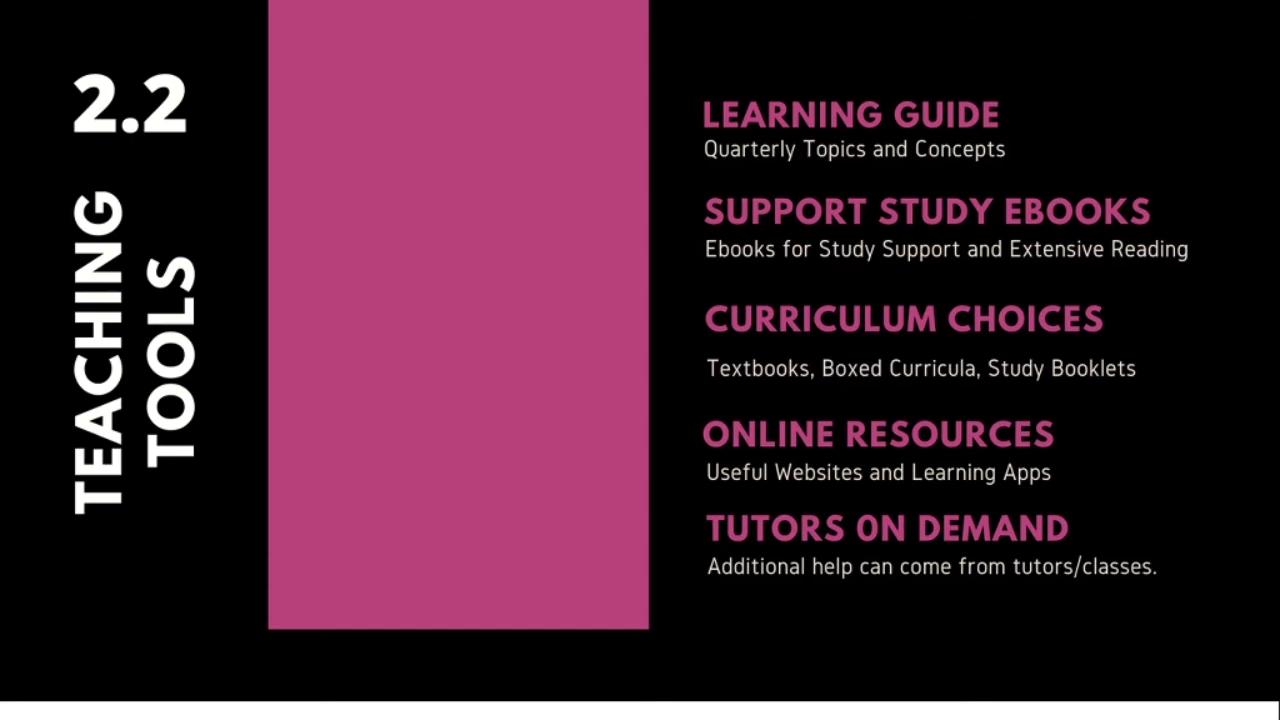 2.2
TEACHING
TOOLS
LEARNING GUIDE
Quarterly Topics and Concepts
SUPPORT STUDY EBOOKS
Ebooks for Study Support and Extensive Reading
CURRICULUM CHOICES
Textbooks, Boxed Curricula, Study Booklets
ONLINE RESOURCES
Useful Websites and Learning Apps
TUTORS 0N DEMAND
Additional help can come from tutors/classes.